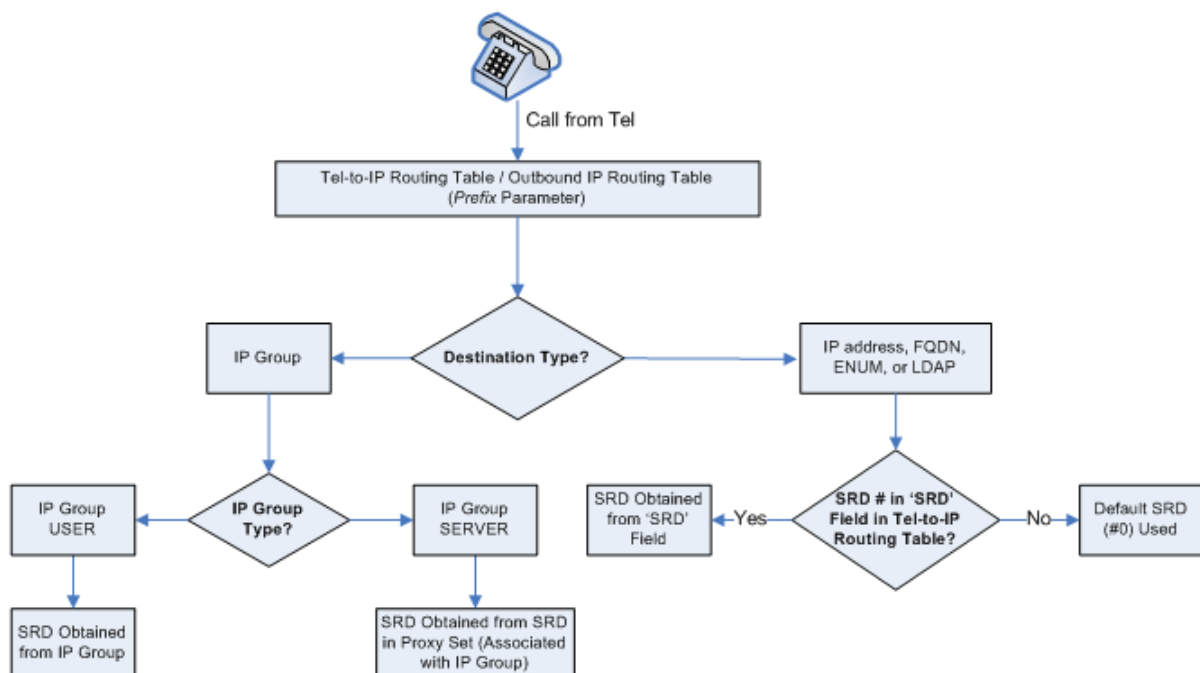 Call from Tel
Tel-to-IP Routing Table / Outbound IP Routing Table
(Prefix Parameter)
IP Group
Destination Type?
IP address, FQDN,
ENUM, or LDAP
IP Group
USER
IP Group
Type?
IP Group
SERVER
SRD Obtained
from ‘SRD’
Field
Yes
SRD # in ‘SRD’
Field in Tel-to-IP
Routing Table?
No
Default SRD
(#0) Used
SRD Obtained
from IP Group
SRD Obtained from SRD
in Proxy Set (Associated
with IP Group)